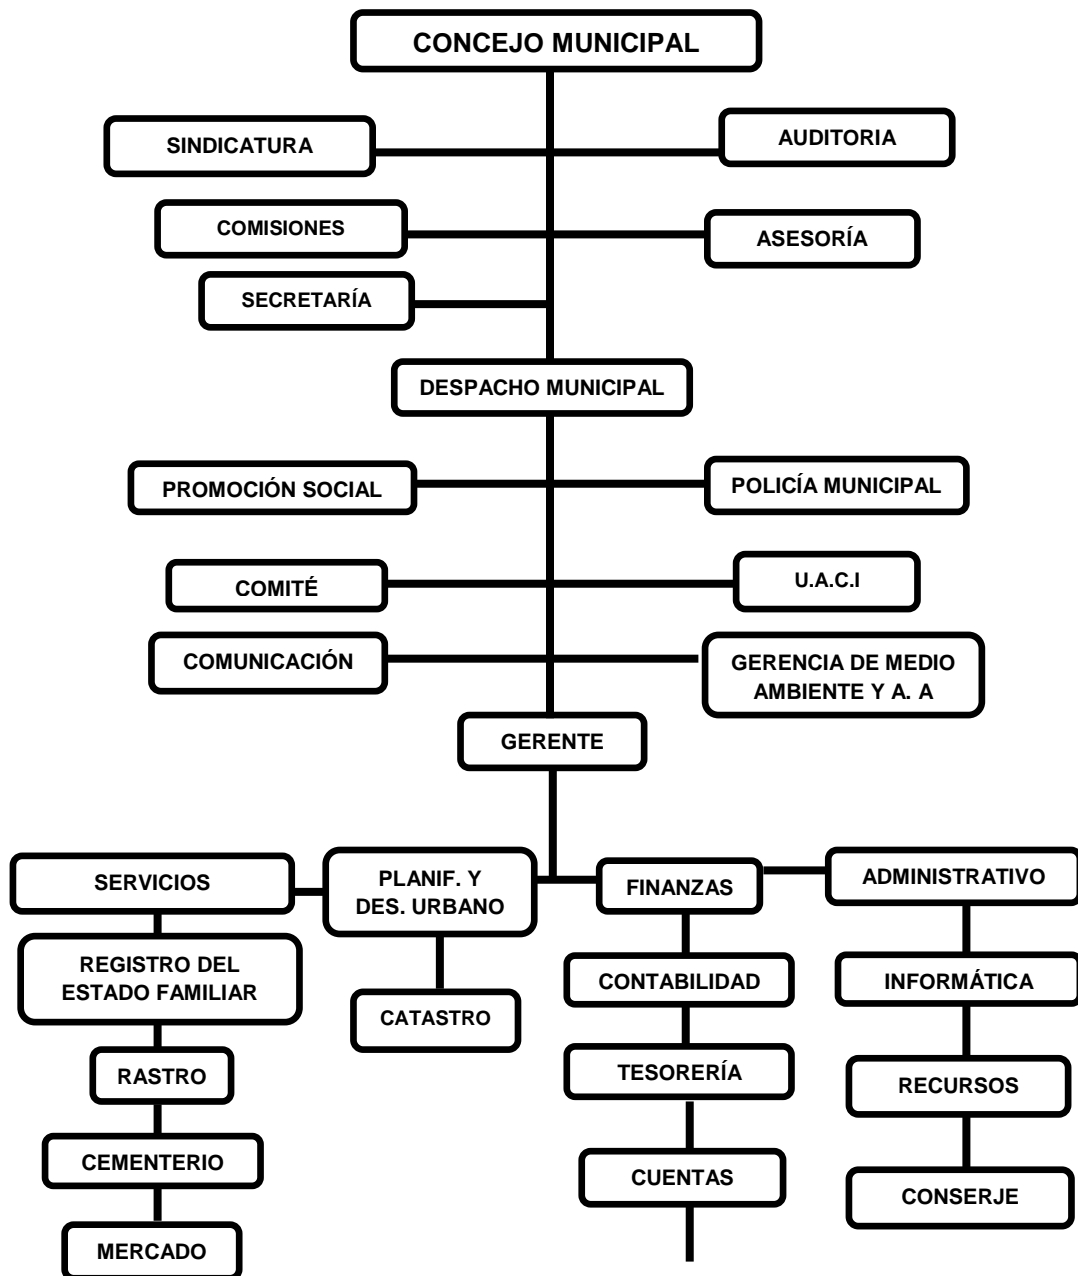 CONCEJO MUNICIPAL
SINDICATURA
AUDITORIA
COMISIONES
ASESORÍA
SECRETARÍA
DESPACHO MUNICIPAL
PROMOCIÓN SOCIAL
POLICÍA MUNICIPAL
COMITÉ
U.A.C.I
COMUNICACIÓN
GERENCIA DE MEDIO
AMBIENTE Y A. A
GERENTE
SERVICIOS
PLANIF. Y
DES. URBANO
FINANZAS
ADMINISTRATIVO
REGISTRO DEL
ESTADO FAMILIAR
CATASTRO
CONTABILIDAD
INFORMÁTICA
RASTRO
TESORERÍA
RECURSOS
CEMENTERIO
CUENTAS
CONSERJE
MERCADO